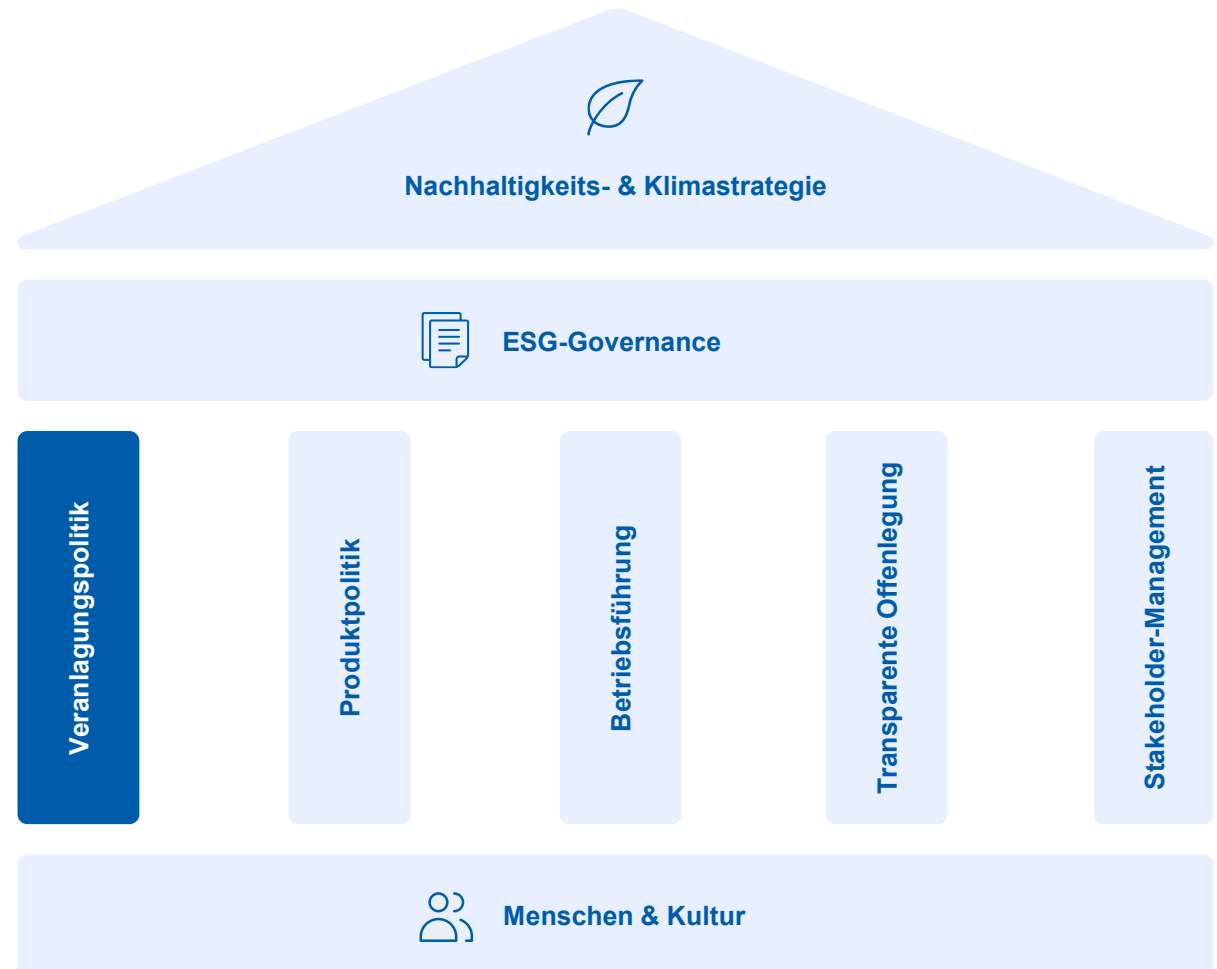 Nachhaltigkeits- & Klimastrategie
ESG-Governance
Veranlagungspolitik
Produktpolitik
Betriebsführung
Transparente Offenlegung
Stakeholder-Management
Menschen & Kultur